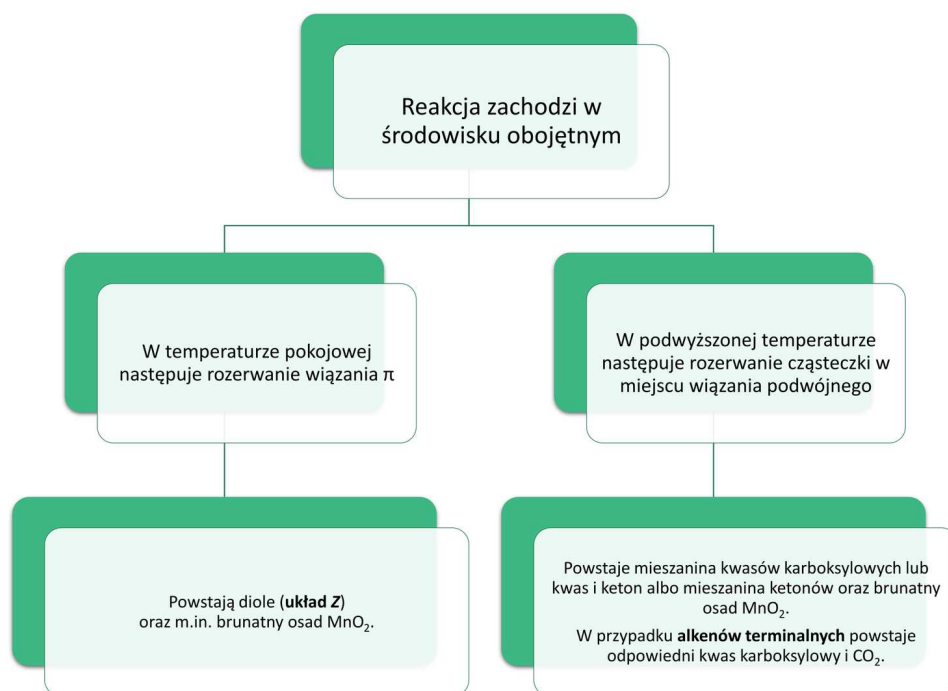 Reakcja zachodzi w
środowisku obojętnym
W temperaturze pokojowej
następuje rozerwanie wiązania π
W podwyższonej temperaturze
następuje rozerwanie cząsteczki w
miejscu wiązania podwójnego
Powstają diole (układ Z)
oraz m.in. brunatny osad MnO₂.
Powstaje mieszanina kwasów karboksylowych lub
kwas i keton albo mieszanina ketonów oraz brunatny
osad MnO₂.
W przypadku alkenów terminalnych powstaje
odpowiedni kwas karboksylowy i CO₂.